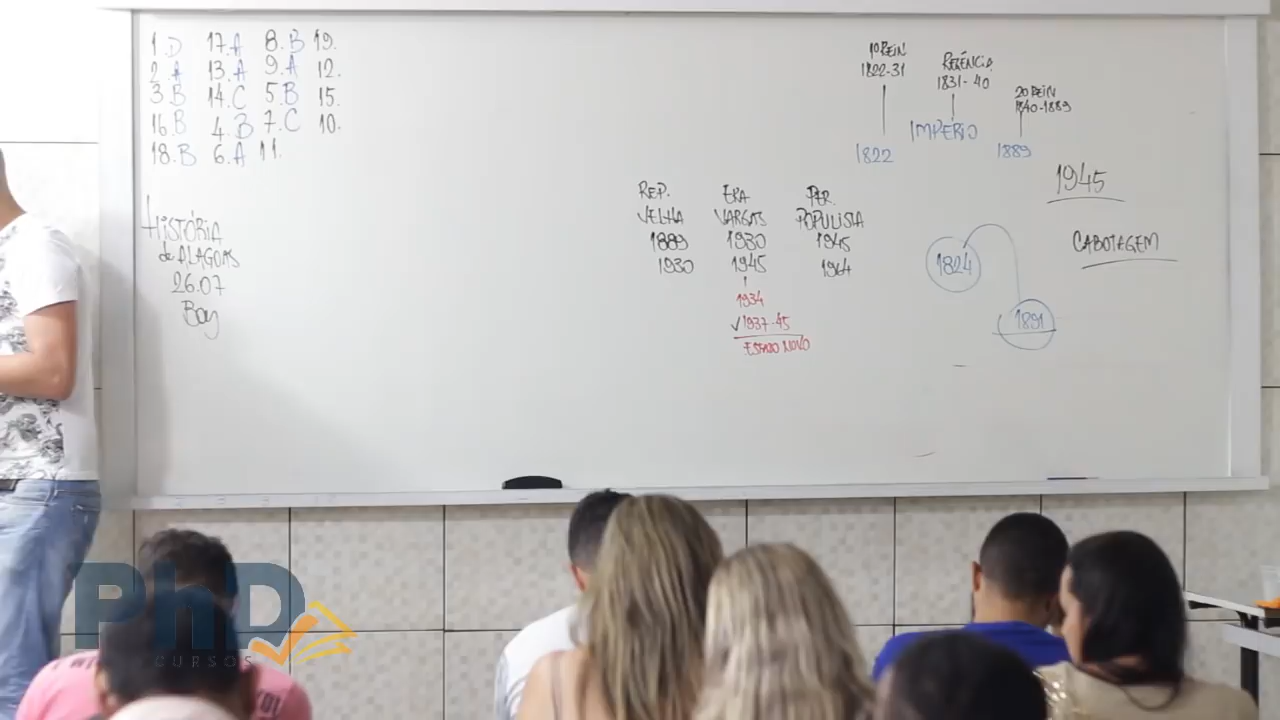 1.D 17.A 8.B 19.
2.A 13.A 9.A 12.
3.B 14.C 5.B 15.
16.B 4.B 7.C 10.
18.B 6.A 11.
HISTÓRIA
de ALAGOAS
26.07
Boy
REP. VELHA
1889
1930
ERA VARGAS
1930
1945
1934
✓1937-45
ESTADO NOVO
PER. POPULISTA
1945
1964
1º REIN
1822-31
REGÊNCIA
1831-40
2º REIN
1840-1889
IMPÉRIO
1822
1889
1945
CABOTAGEM
1824
1891
PhD
CURSOS